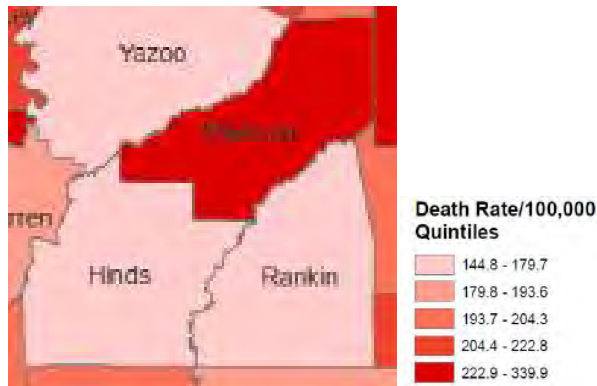 Yazoo
Madison
rren
Hinds
Rankin
Death Rate/100,000
Quintiles
144.8 - 179.7
179.8 - 193.6
193.7 - 204.3
204.4 - 222.8
222.9 - 339.9